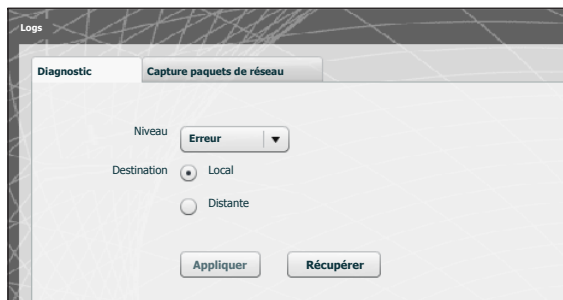 Logs
Diagnostic Capture paquets de réseau
Niveau Erreur
Destination Local
Distante
Appliquer Récupérer